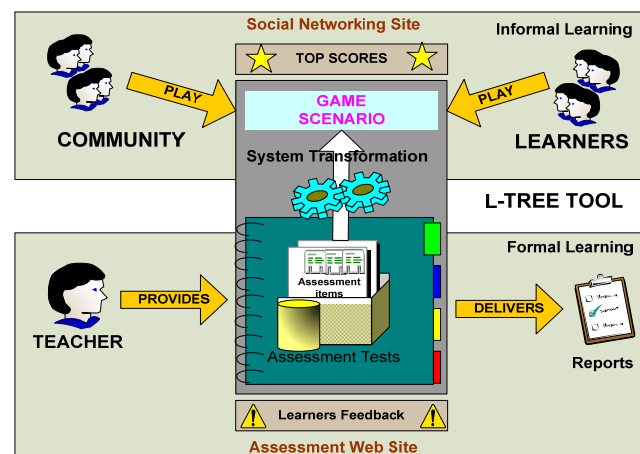 Social Networking Site
Informal Learning
TOP SCORES
PLAY
GAME
SCENARIO
PLAY
COMMUNITY
LEARNERS
System Transformation
L-TREE TOOL
Formal Learning
Assessment
items
PROVIDES
DELIVERS
TEACHER
Assessment Tests
Reports
Learners Feedback
Assessment Web Site